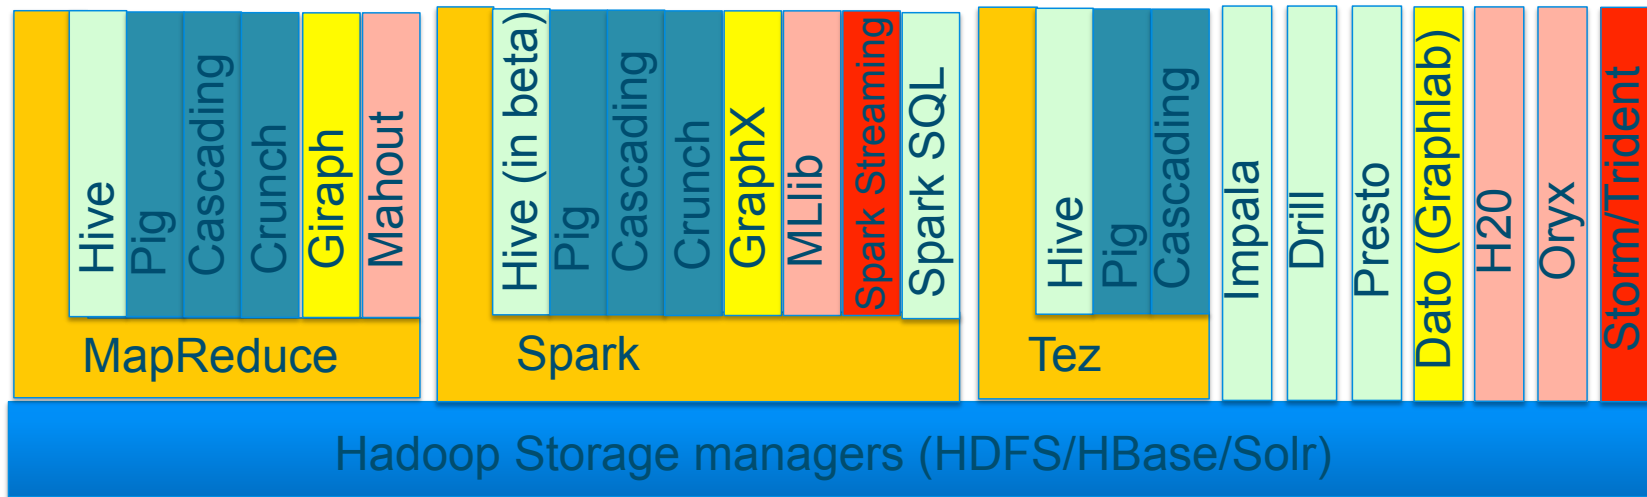 Hive
Pig
Cascading
Crunch
Giraph
Mahout
MapReduce
Hive (in beta)
Pig
Cascading
Crunch
GraphX
MLlib
Spark Streaming
Spark SQL
Spark
Hive
Pig
Cascading
Tez
Impala
Drill
Presto
Dato (Graphlab)
H20
Oryx
Storm/Trident
Hadoop Storage managers (HDFS/HBase/Solr)